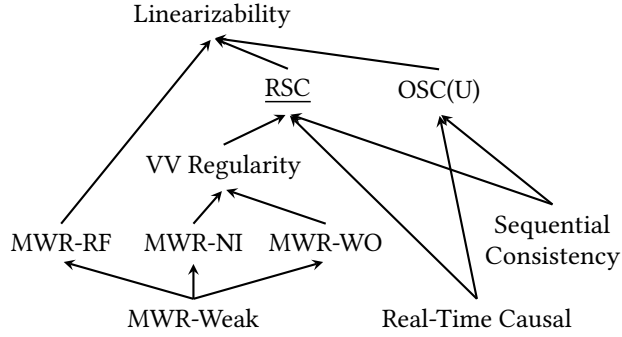 Linearizability
RSC
OSC(U)
VV Regularity
MWR-RF
MWR-NI
MWR-WO
Sequential
Consistency
MWR-Weak
Real-Time Causal